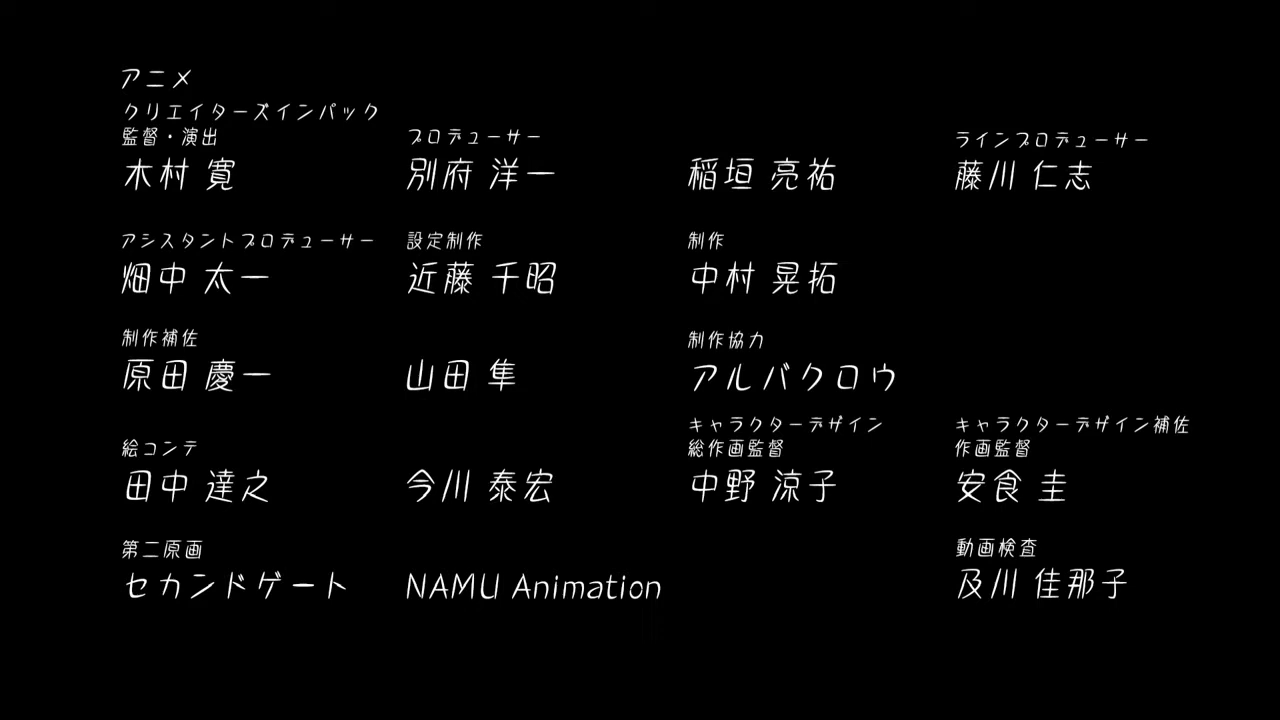 アニメ
クリエイターズインパック
監督・演出
木村 寛
プロデューサー
別府 洋一
稲垣 亮祐
ラインプロデューサー
藤川 仁志
アシスタントプロデューサー
畑中 太一
設定制作
近藤 千昭
制作
中村 晃拓
制作補佐
原田 慶一
山田 隼
制作協力
アルバクロウ
絵コンテ
田中 達之
今川 泰宏
キャラクターデザイン
総作画監督
中野 涼子
キャラクターデザイン補佐
作画監督
安食 圭
第二原画
セカンドゲート
NAMU Animation
動画検査
及川 佳那子